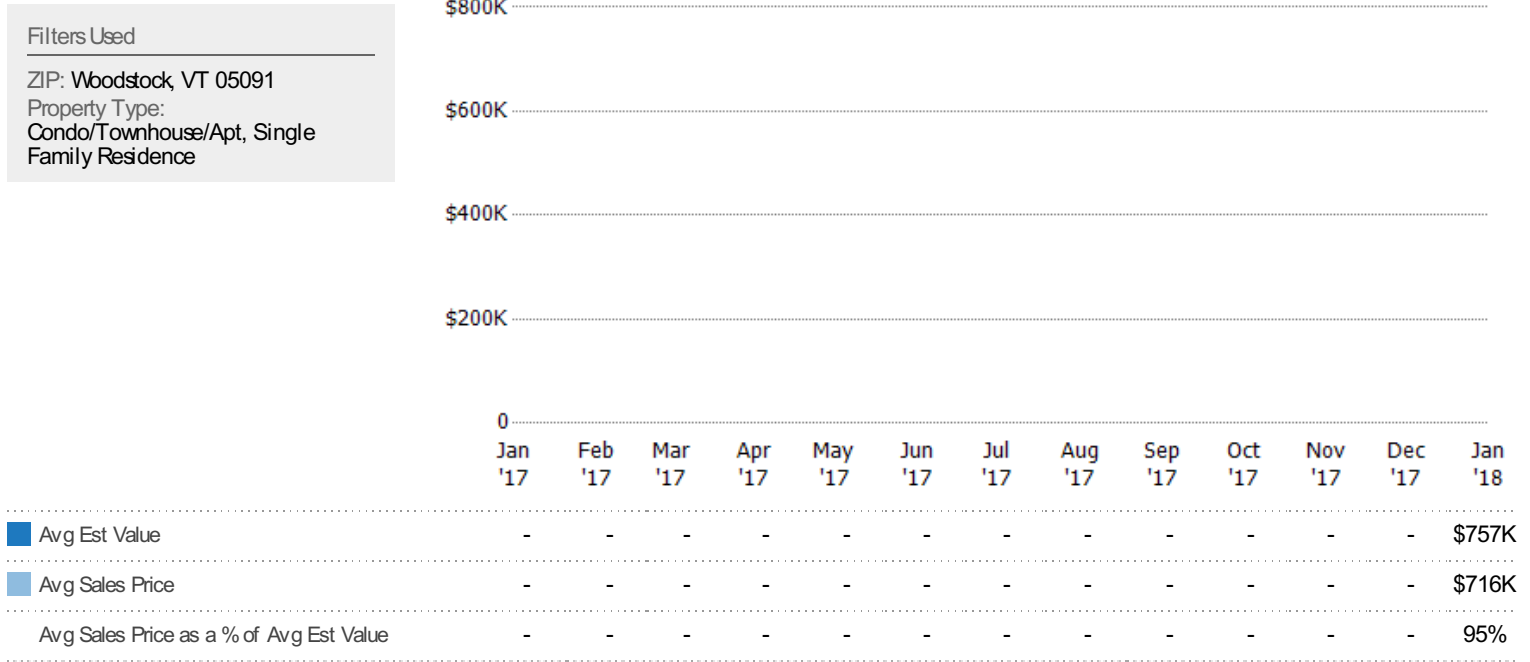 Filters Used
ZIP: Woodstock, VT 05091
Property Type:
Condo/Townhouse/Apt, Single
Family Residence
$800K
$600K
$400K
$200K
0
Jan Feb Mar Apr May Jun Jul Aug Sep Oct Nov Dec Jan
'17 '17 '17 '17 '17 '17 '17 '17 '17 '17 '17 '17 '18
Avg Est Value - - - - - - - - - - - - $757K
Avg Sales Price - - - - - - - - - - - - $716K
Avg Sales Price as a % of Avg Est Value - - - - - - - - - - - - 95%